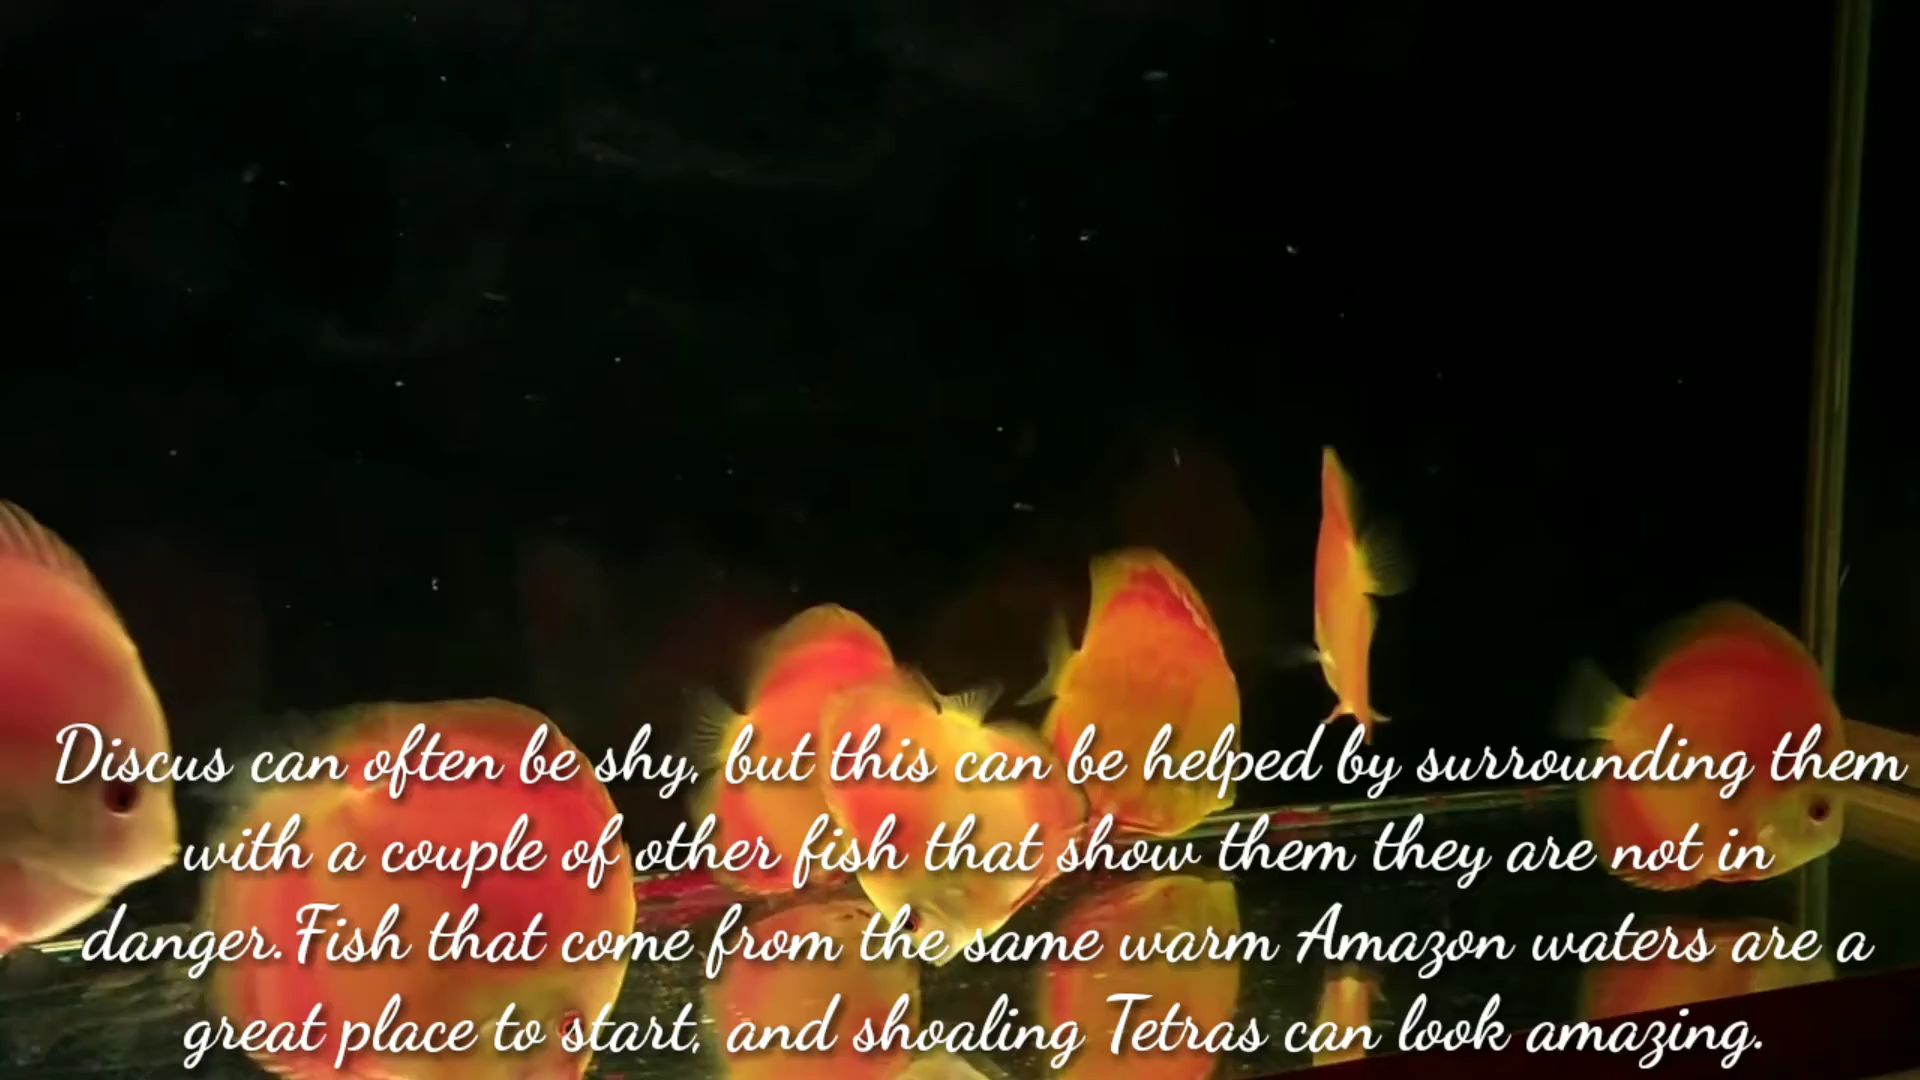 Discus can often be shy, but this can be helped by surrounding them
with a couple of other fish that show them they are not in
danger.Fish that come from the same warm Amazon waters are a
great place to start, and shoaling Tetras can look amazing.